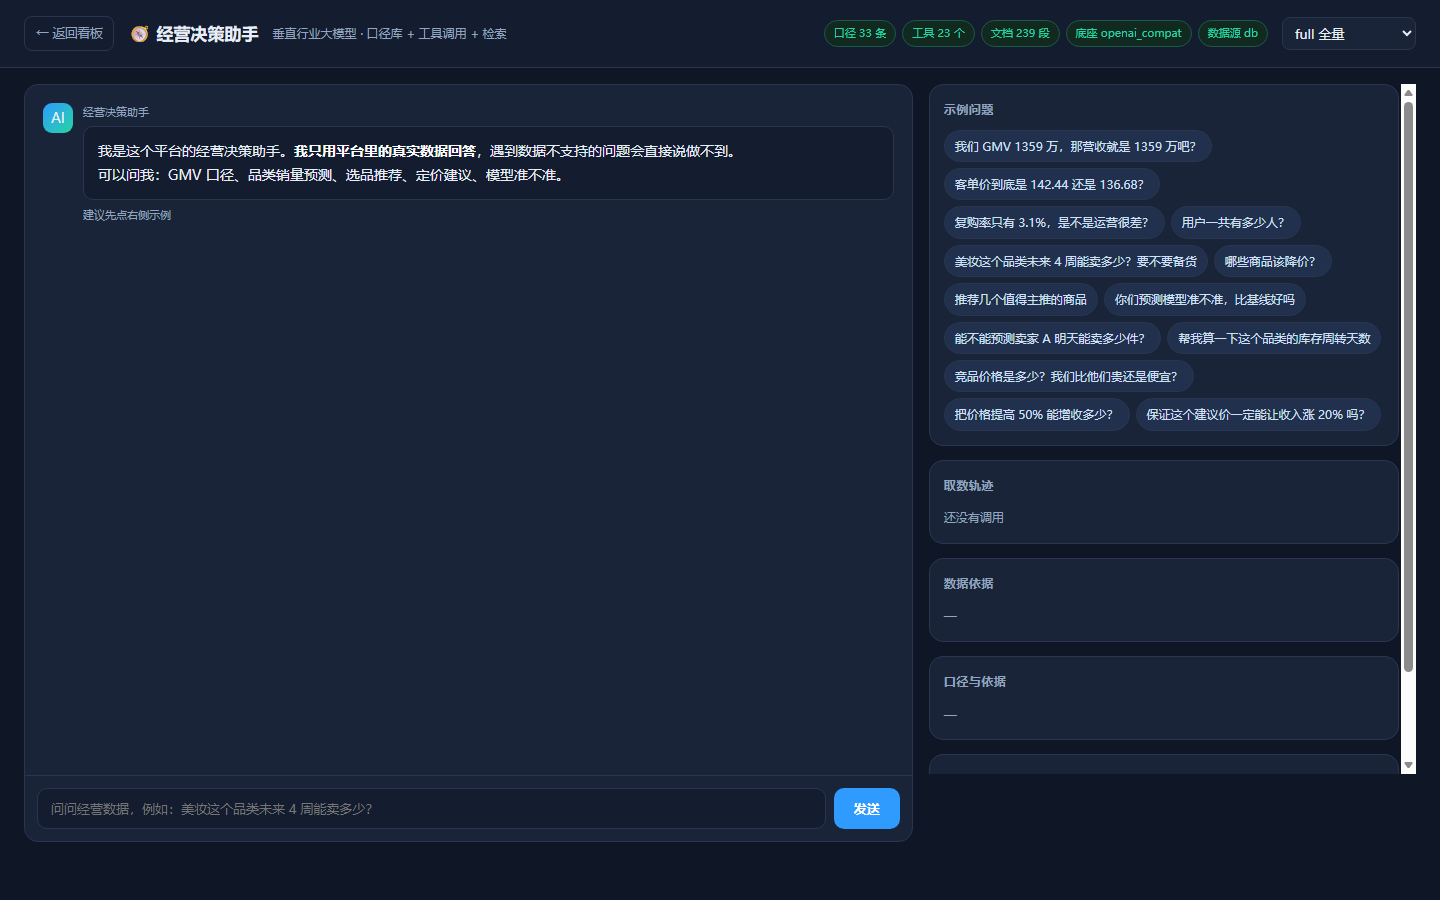 ← 返回看板
经营决策助手
垂直行业大模型 · 口径库 + 工具调用 + 检索
口径 33 条
工具 23 个
文档 239 段
底座 openai_compat
数据源 db
full 全量
AI
经营决策助手
我是这个平台的经营决策助手。我只用平台里的真实数据回答，遇到数据不支持的问题会直接说做不到。
可以问我：GMV 口径、品类销量预测、选品推荐、定价建议、模型准不准。
建议先点右侧示例
问问经营数据，例如：美妆这个品类未来 4 周能卖多少？
发送
示例问题
我们 GMV 1359 万，那营收就是 1359 万吧？
客单价到底是 142.44 还是 136.68？
复购率只有 3.1%，是不是运营很差？
用户一共有多少人？
美妆这个品类未来 4 周能卖多少？要不要备货
哪些商品该降价？
推荐几个值得主推的商品
你们预测模型准不准，比基线好吗
能不能预测卖家 A 明天能卖多少件？
帮我算一下这个品类的库存周转天数
竞品价格是多少？我们比他们贵还是便宜？
把价格提高 50% 能增收多少？
保证这个建议价一定能让收入涨 20% 吗？
取数轨迹
还没有调用
数据依据
—
口径与依据
—